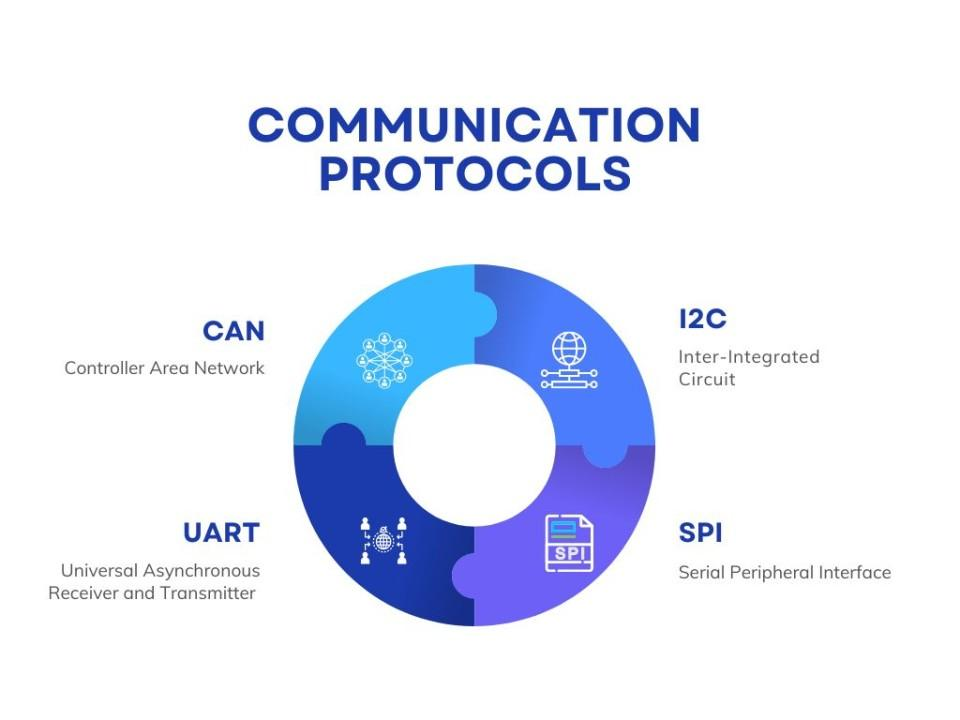 COMMUNICATION
PROTOCOLS
CAN
Controller Area Network
I2C
Inter-Integrated
Circuit
UART
Universal Asynchronous
Receiver and Transmitter
SPI
Serial Peripheral Interface
SPI